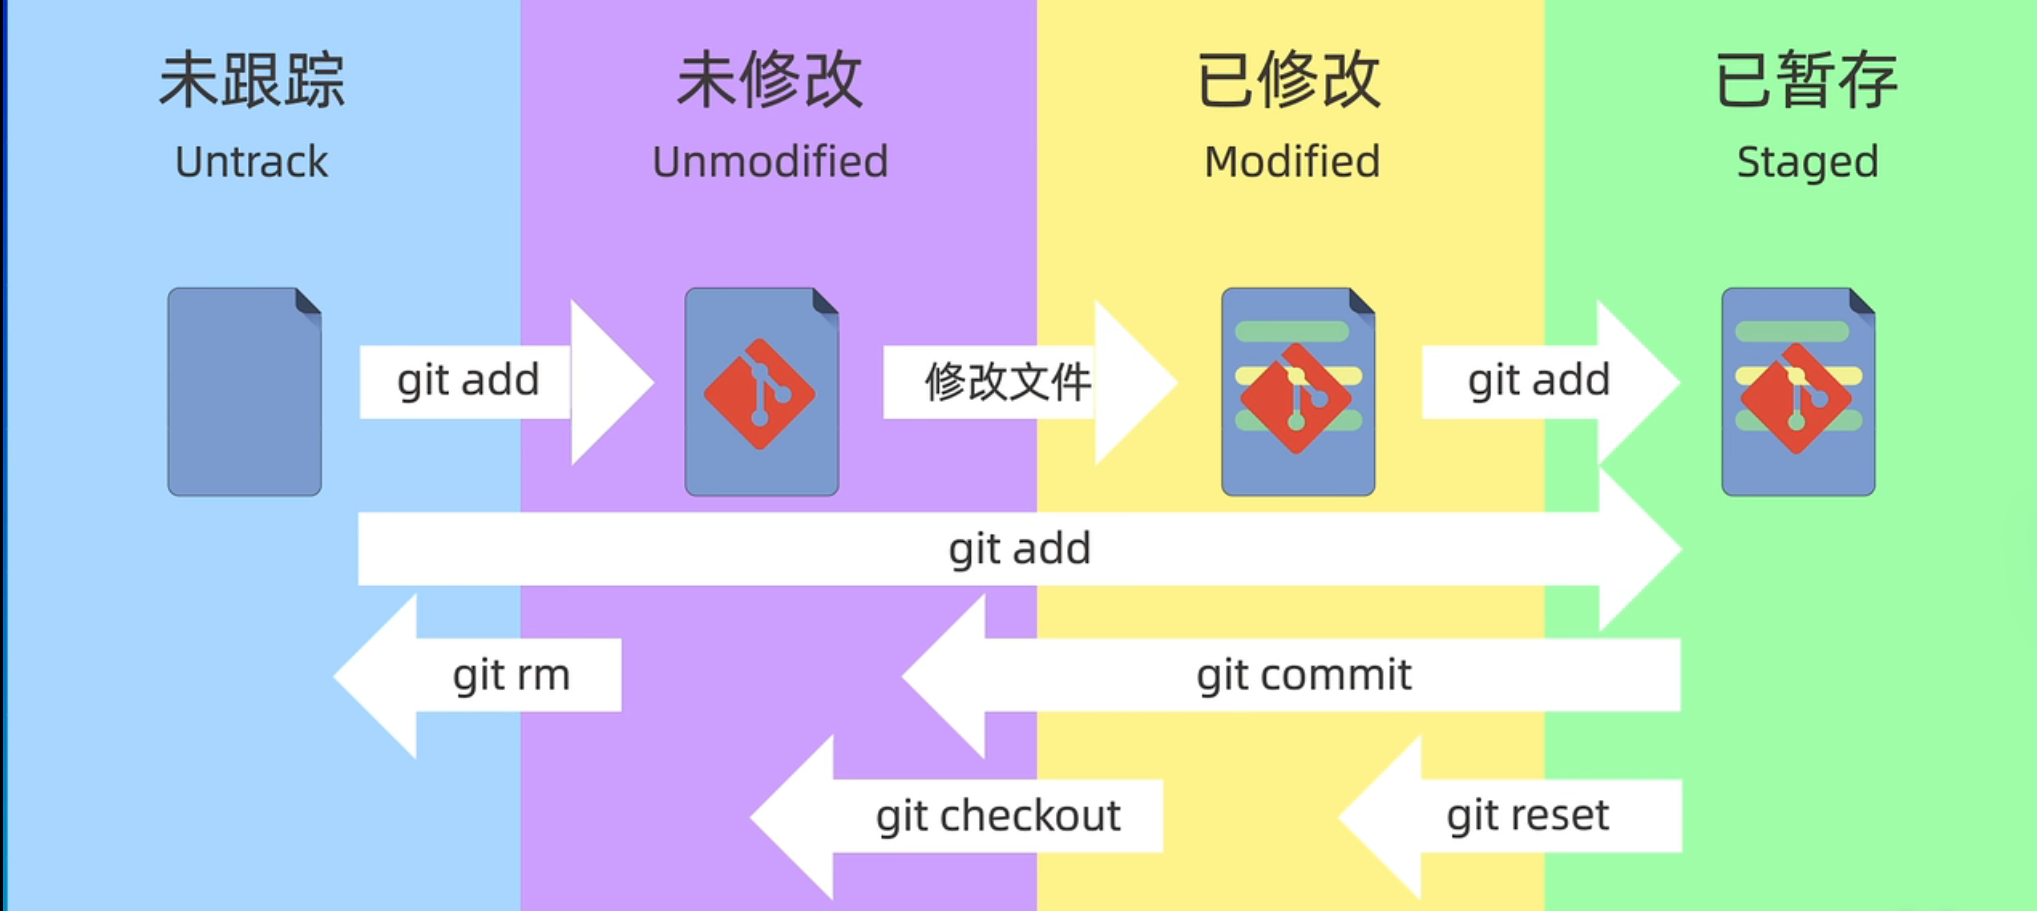 未跟踪
Untrack
未修改
Unmodified
已修改
Modified
已暂存
Staged
git add
修改文件
git add
git add
git rm
git commit
git checkout
git reset